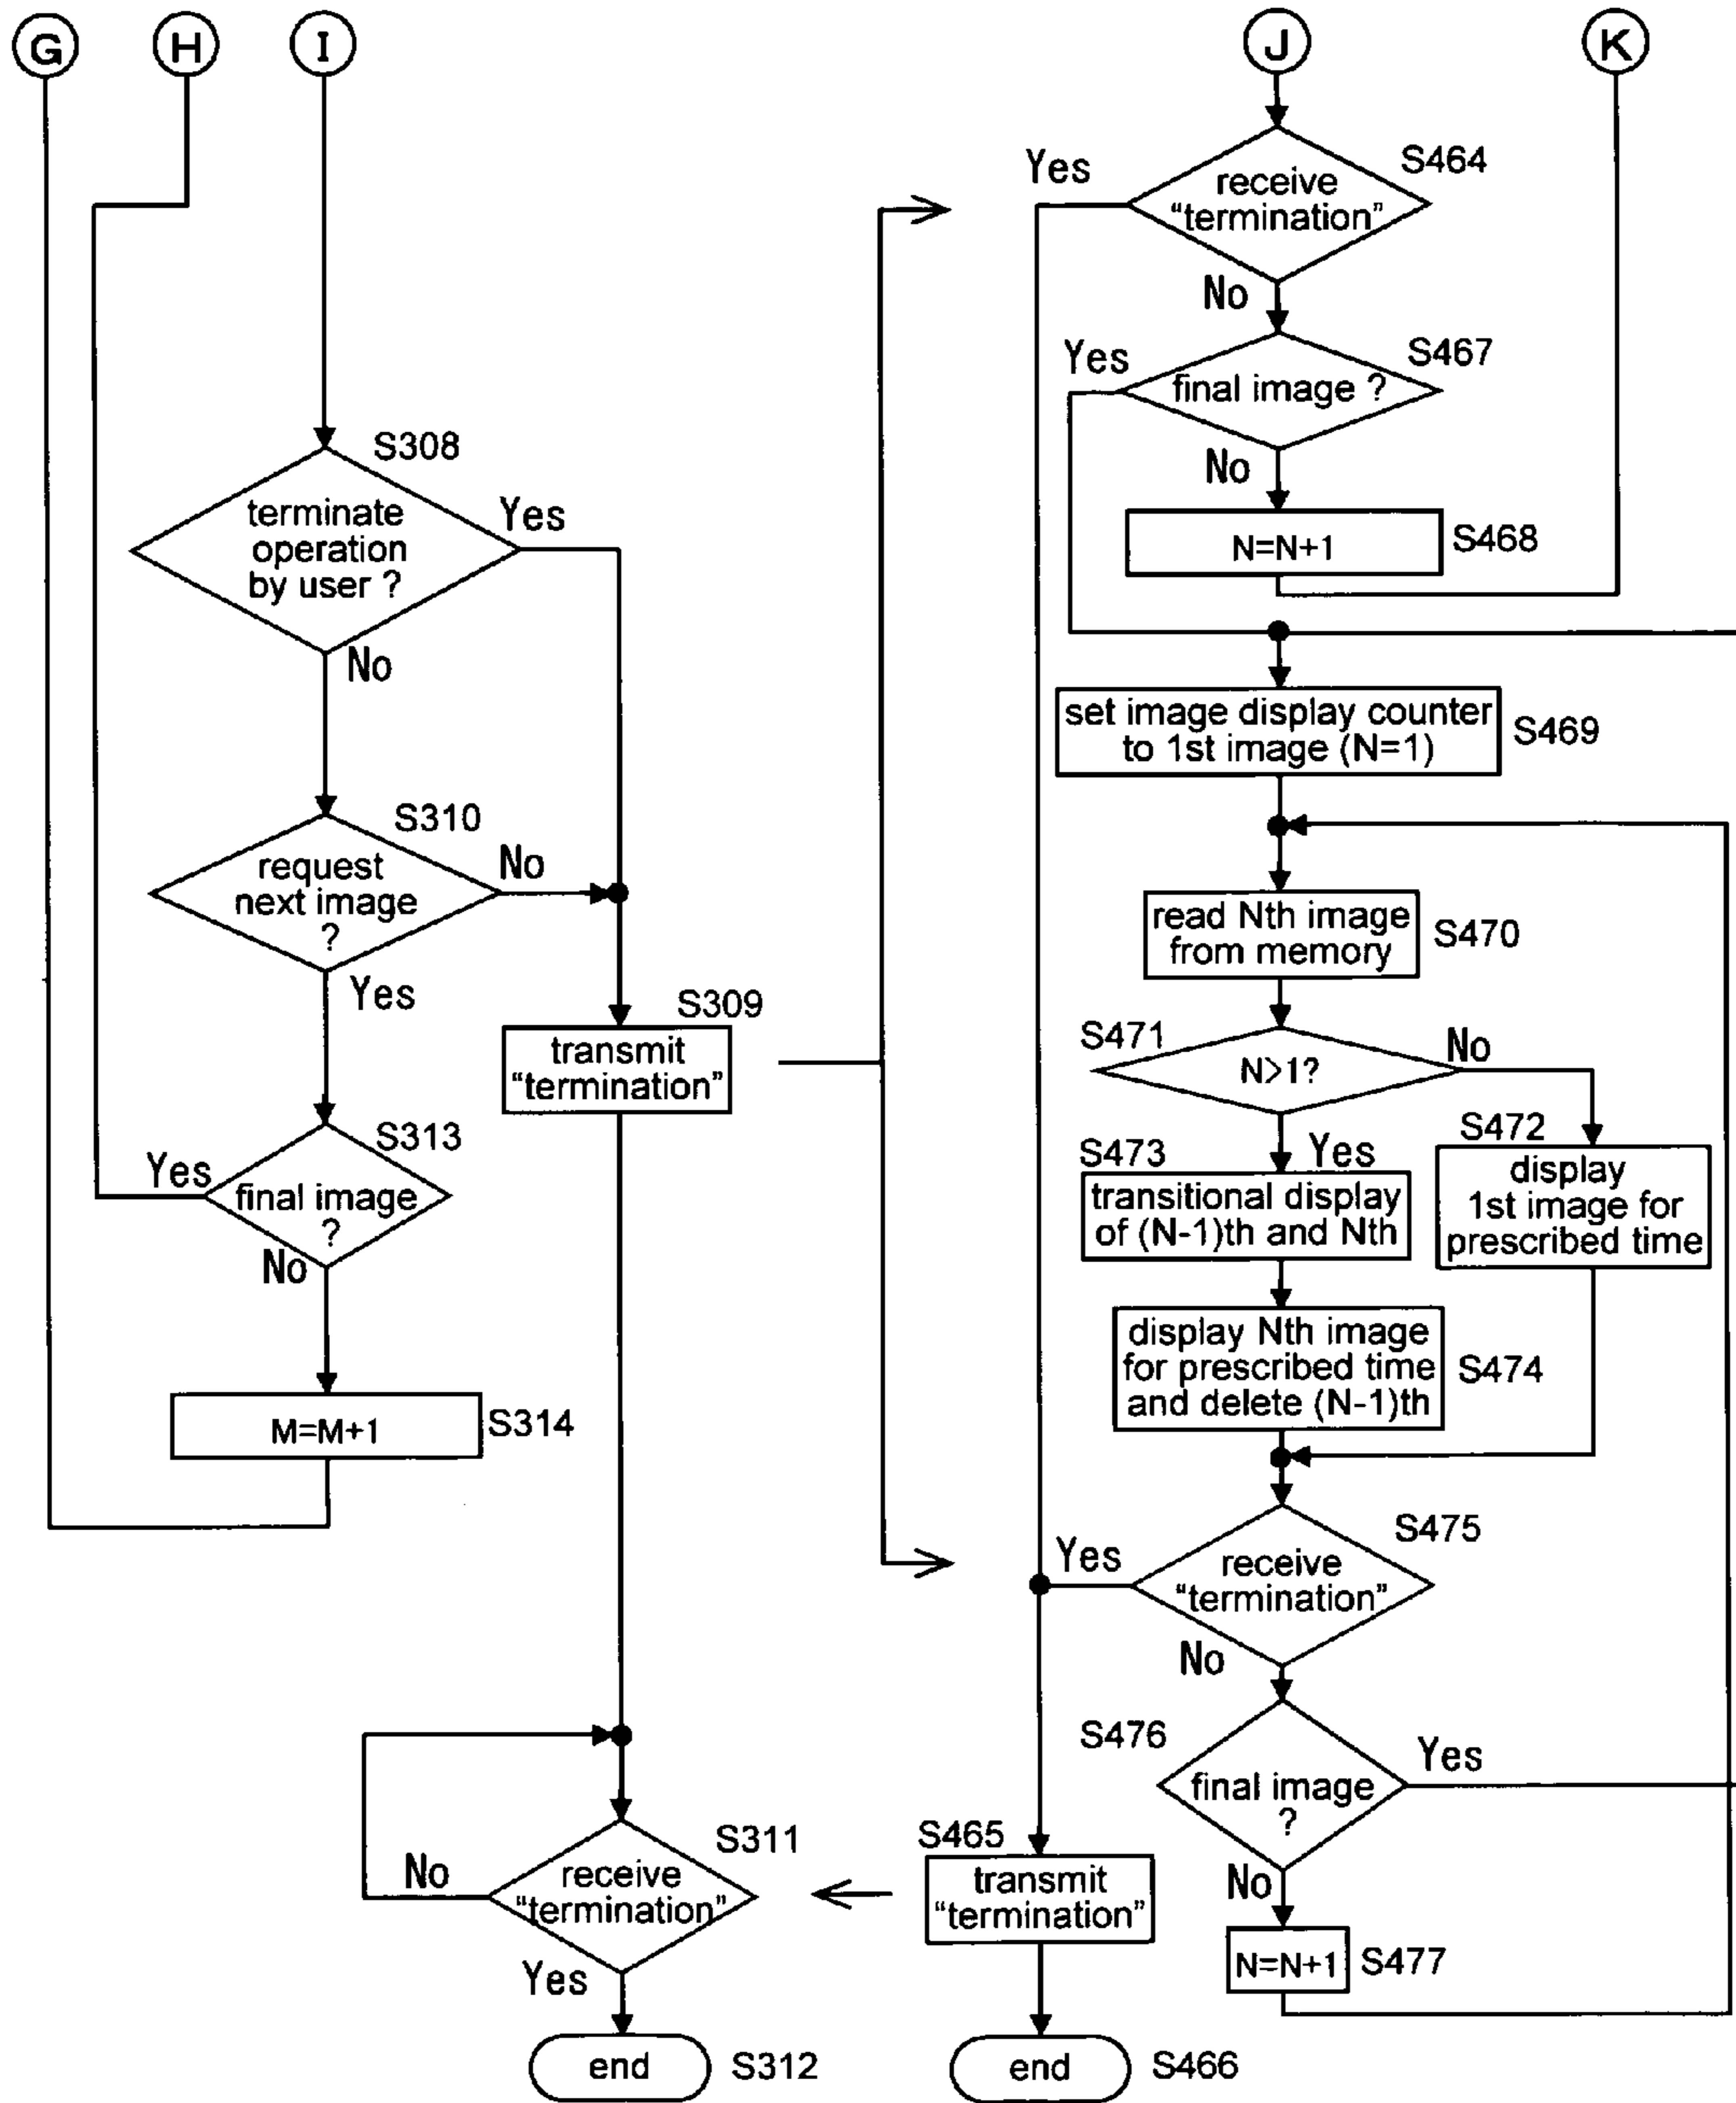 G
H
I
J
K
S308
terminate
operation
by user ?
Yes
No
S310
request
next image
?
No
Yes
S309
transmit
“termination”
S313
Yes
final image
?
No
M=M+1
S314
S311
No
receive
“termination”
Yes
end
S312
Yes
S464
receive
“termination”
No
Yes
S467
final image ?
No
N=N+1
S468
set image display counter
to 1st image (N=1)
S469
read Nth image
from memory
S470
S471
N>1?
No
S473
Yes
transitional display
of (N-1)th and Nth
S472
display
1st image for
prescribed time
display Nth image
for prescribed time
and delete (N-1)th
S474
S475
Yes
receive
“termination”
No
S476
final image
?
Yes
No
N=N+1
S477
S465
transmit
“termination”
end
S466